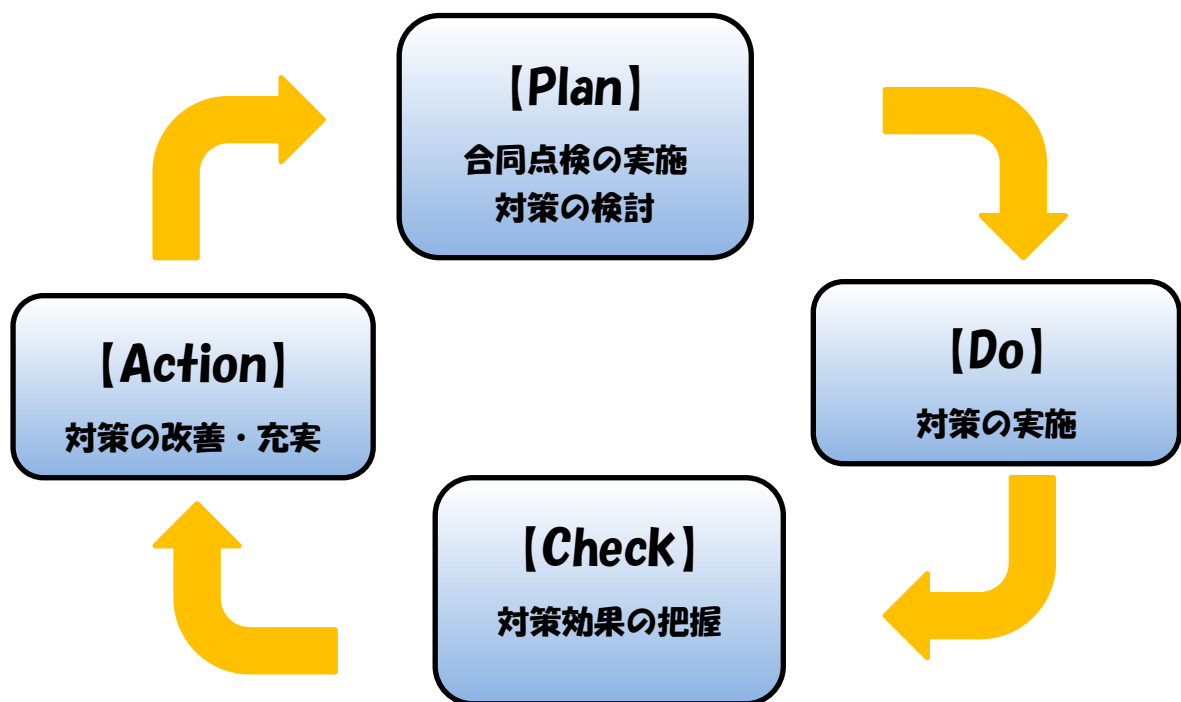 【Plan】
合同点検の実施
対策の検討
【Do】
対策の実施
【Check】
対策効果の把握
【Action】
対策の改善・充実